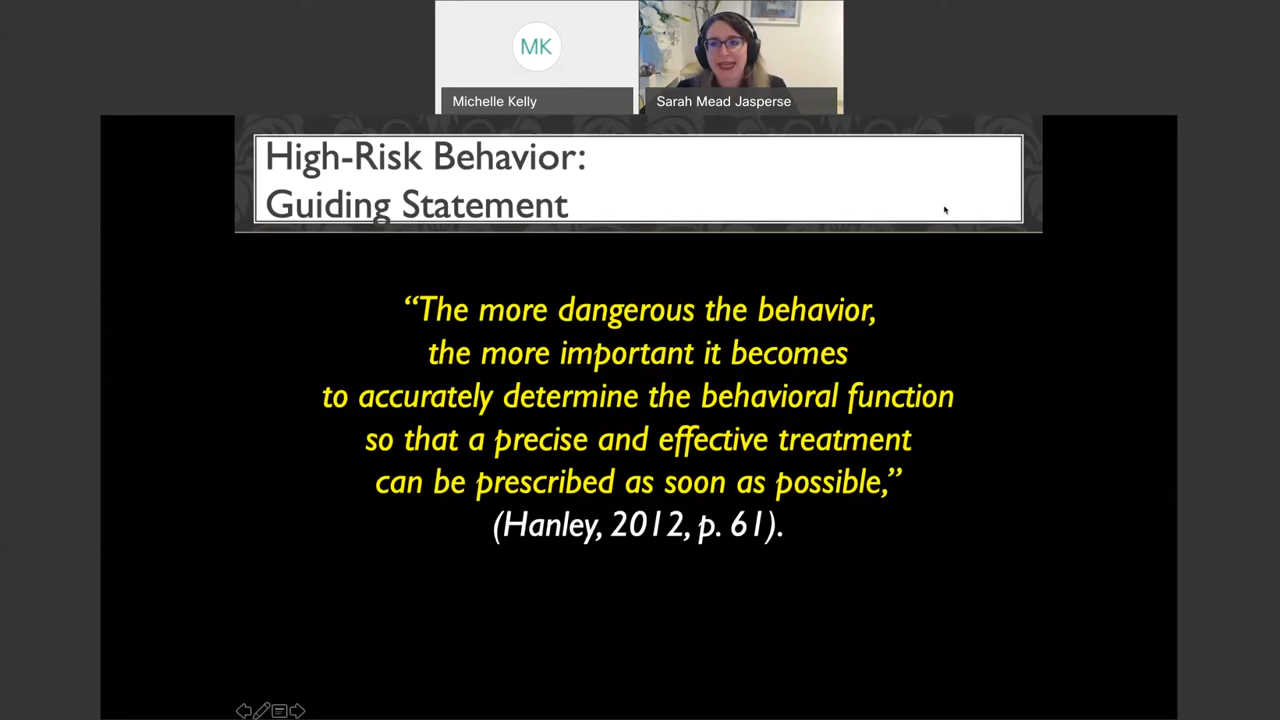 MK
Michelle Kelly
Sarah Mead Jasperse
High-Risk Behavior:
Guiding Statement
“The more dangerous the behavior,
the more important it becomes
to accurately determine the behavioral function
so that a precise and effective treatment
can be prescribed as soon as possible,”
(Hanley, 2012, p. 61).